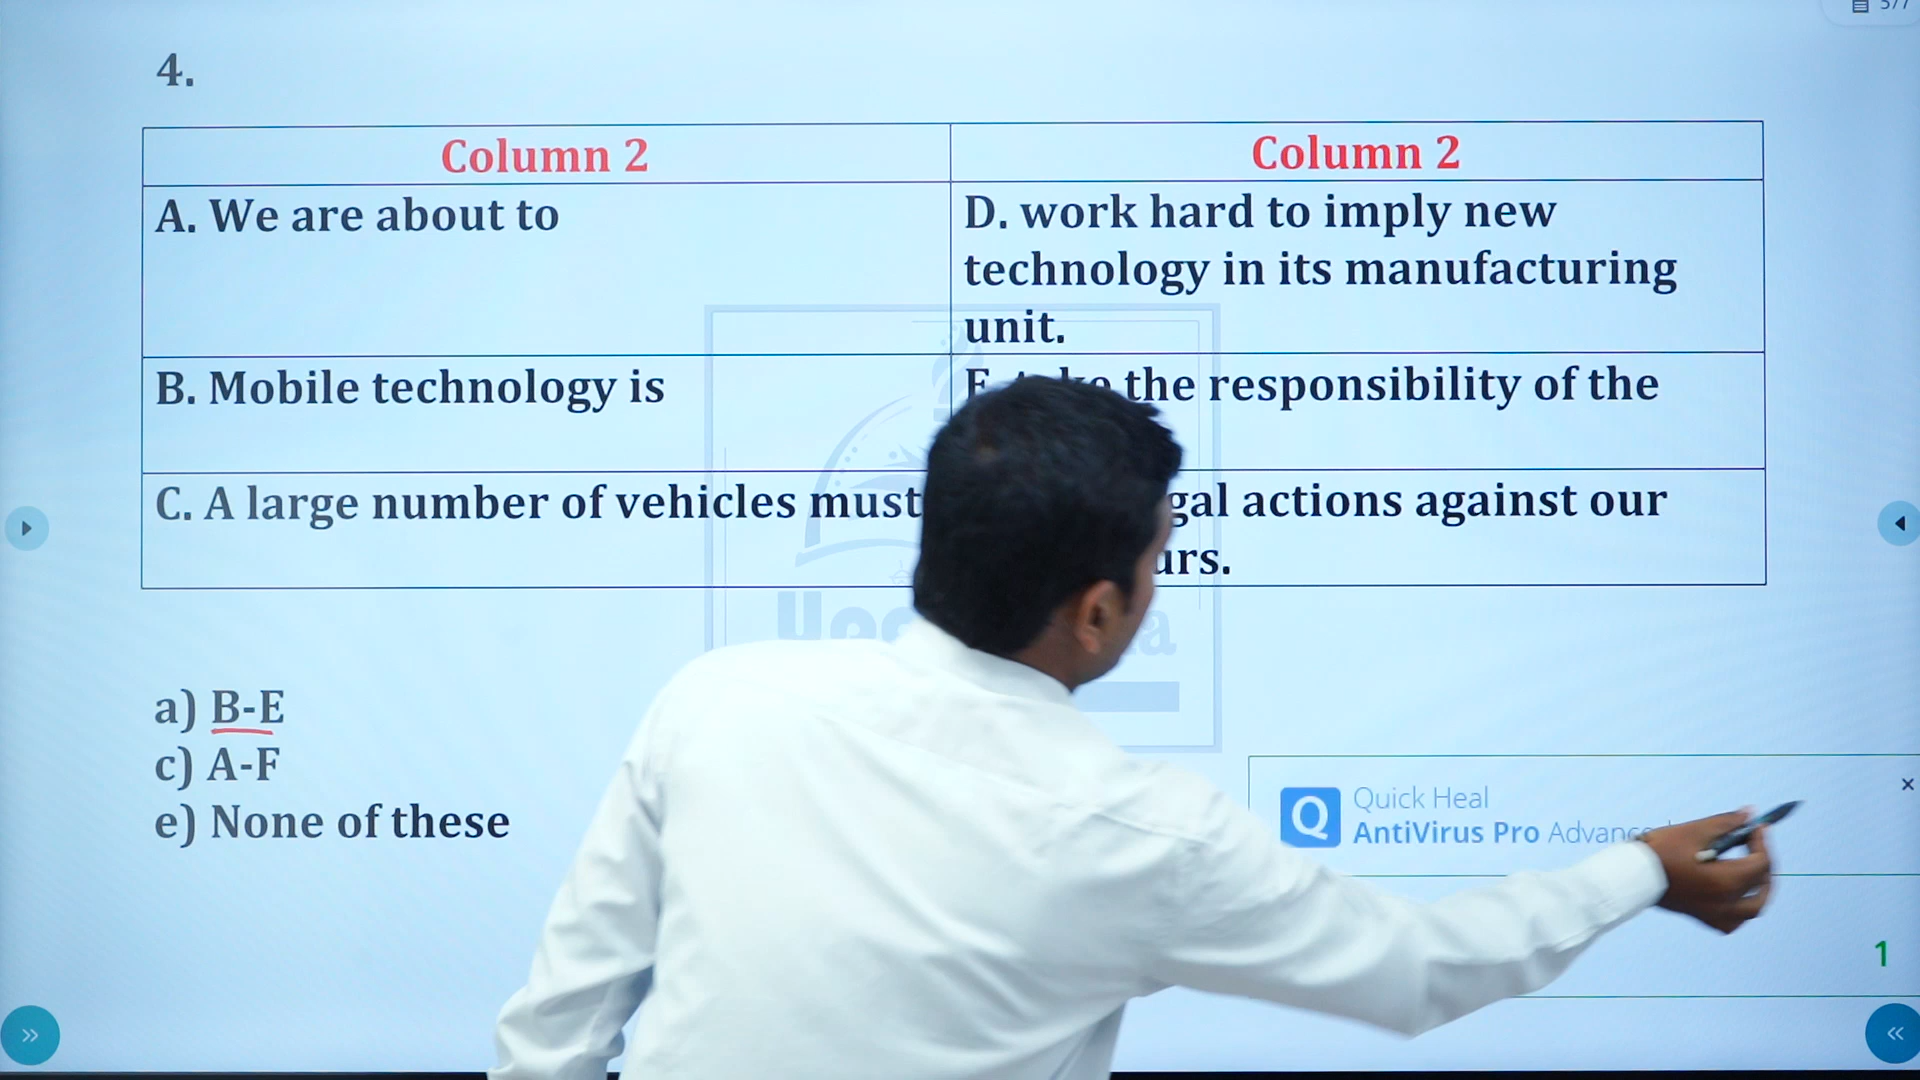 577
4.
Column 2 Column 2
A. We are about to
D. work hard to imply new
technology in its manufacturing
unit.
B. Mobile technology is
the responsibility of the
C. A large number of vehicles must
actions against our
a) B-E
c) A-F
e) None of these
Quick Heal
AntiVirus Pro
1